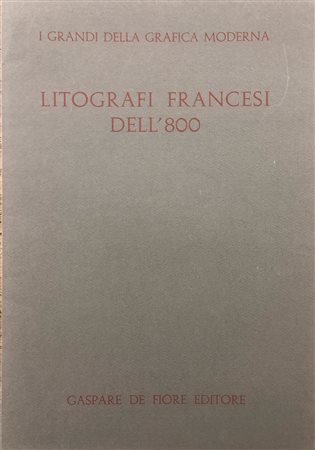 I GRANDI DELLA GRAFICA MODERNA
LITOGRAFI FRANCESI
DELL'800
GASPARE DE FIORE EDITORE